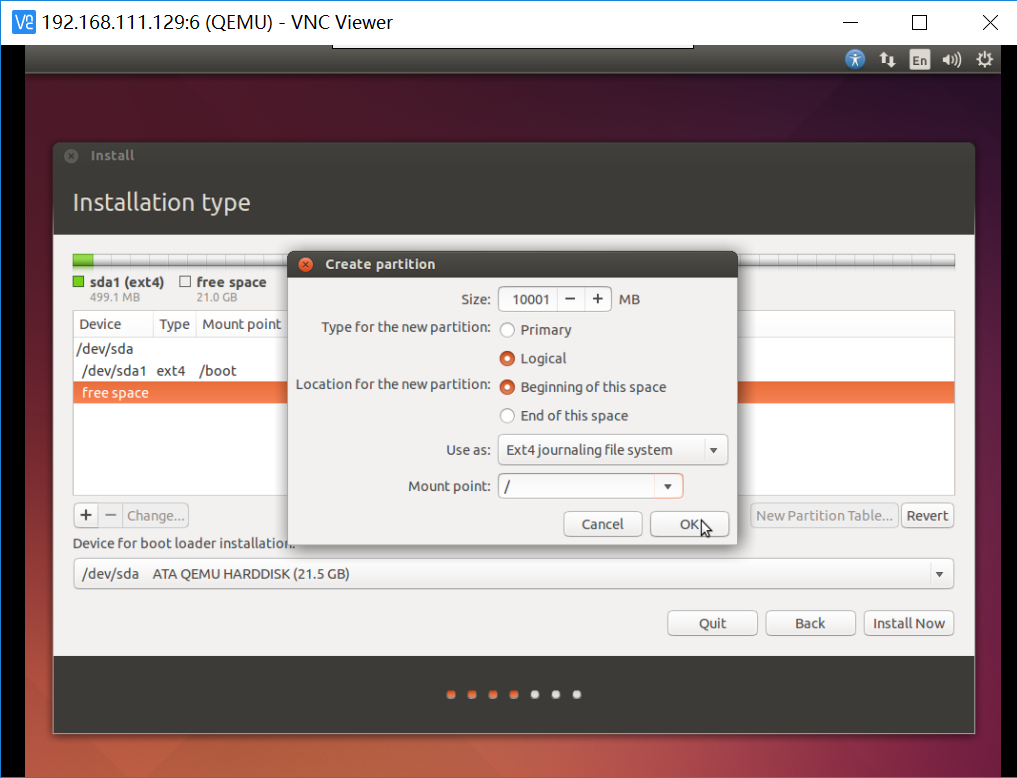 192.168.111.129:6 (QEMU) - VNC Viewer
En
Install
Installation type
Create partition
sda1 (ext4)
499.1 MB
free space
21.0 GB
Size: 10001 − + MB
Type for the new partition: Primary
Logical
Location for the new partition: Beginning of this space
End of this space
Use as: Ext4 journaling file system
Mount point: /
Cancel OK
Device Type Mount point
/dev/sda
/dev/sda1 ext4 /boot
free space
+ − Change... New Partition Table... Revert
Device for boot loader installation:
/dev/sda ATA QEMU HARDDISK (21.5 GB)
Quit Back Install Now